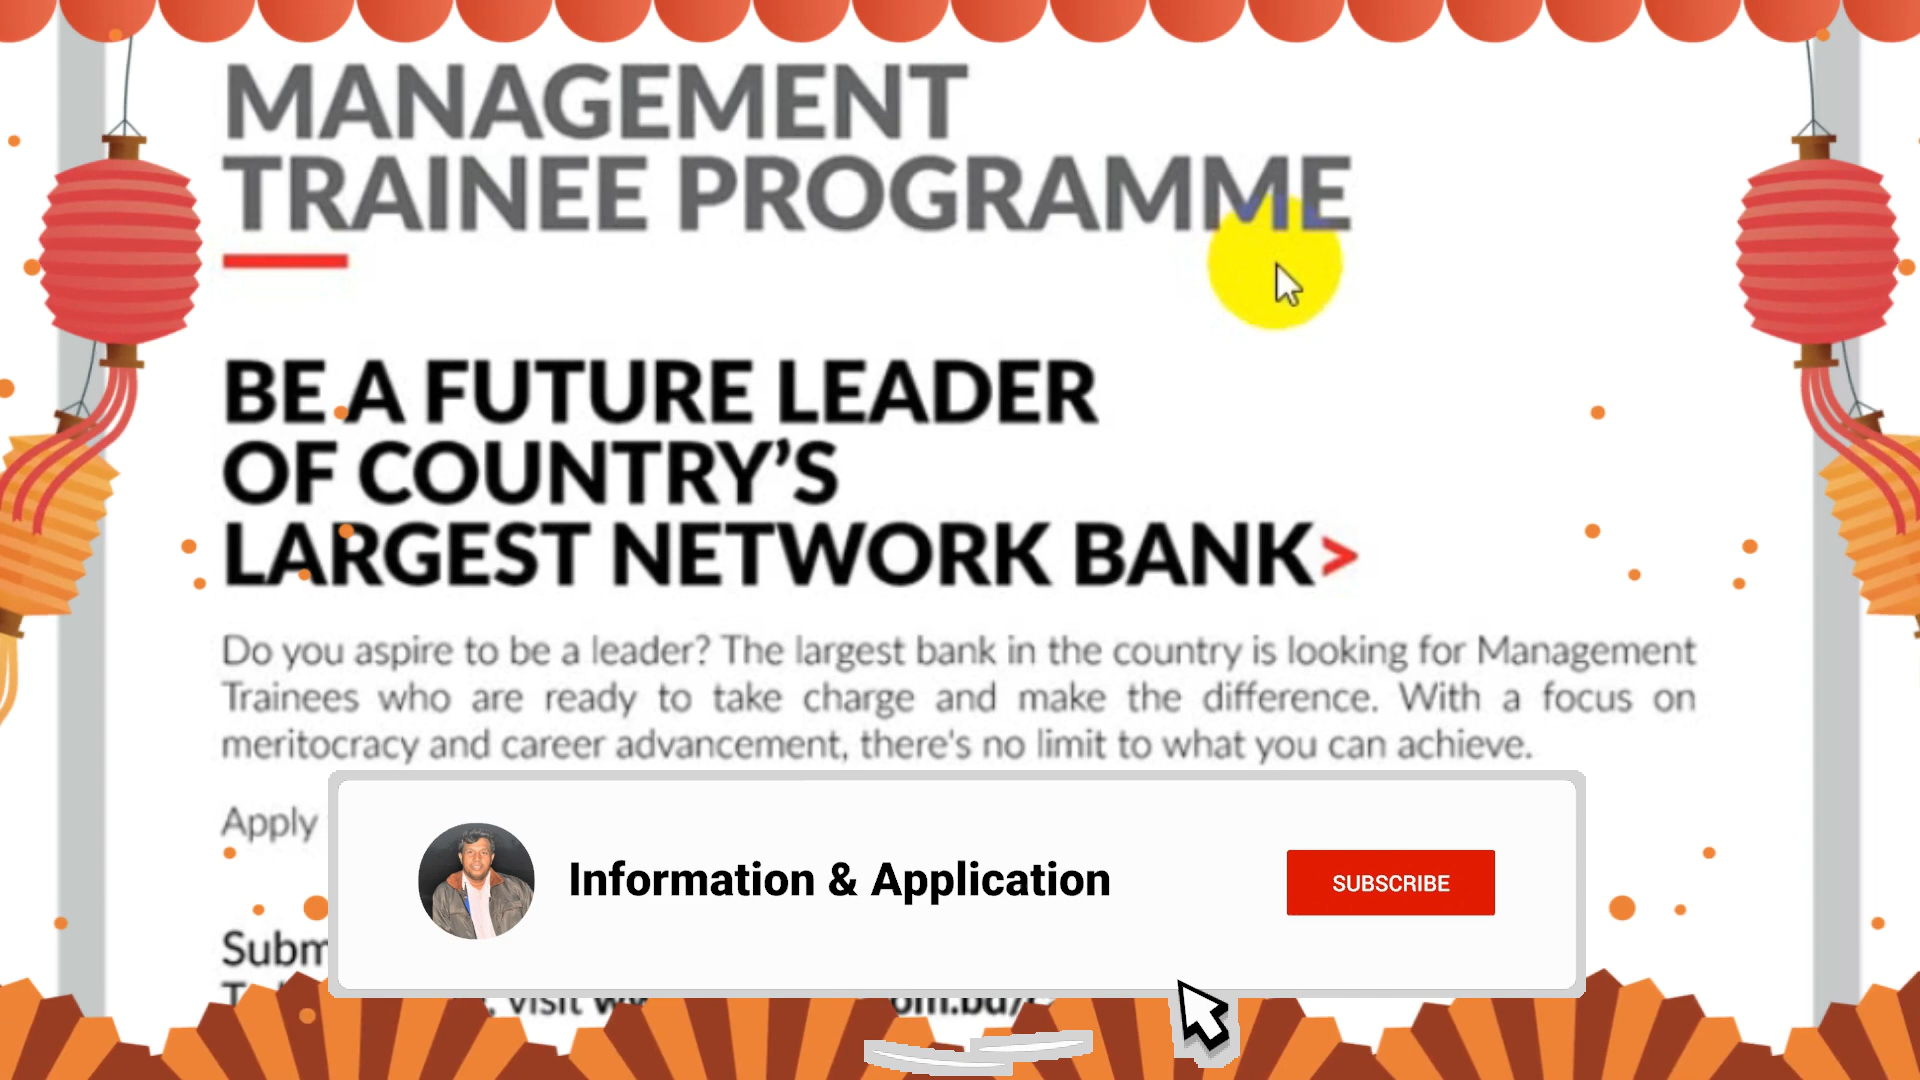 MANAGEMENT
TRAINEE PROGRAMME
BE A FUTURE LEADER
OF COUNTRY'S
LARGEST NETWORK BANK>
Do you aspire to be a leader? The largest bank in the country is looking for Management
Trainees who are ready to take charge and make the difference. With a focus on
meritocracy and career advancement, there's no limit to what you can achieve.
Apply
Information & Application
SUBSCRIBE
visit